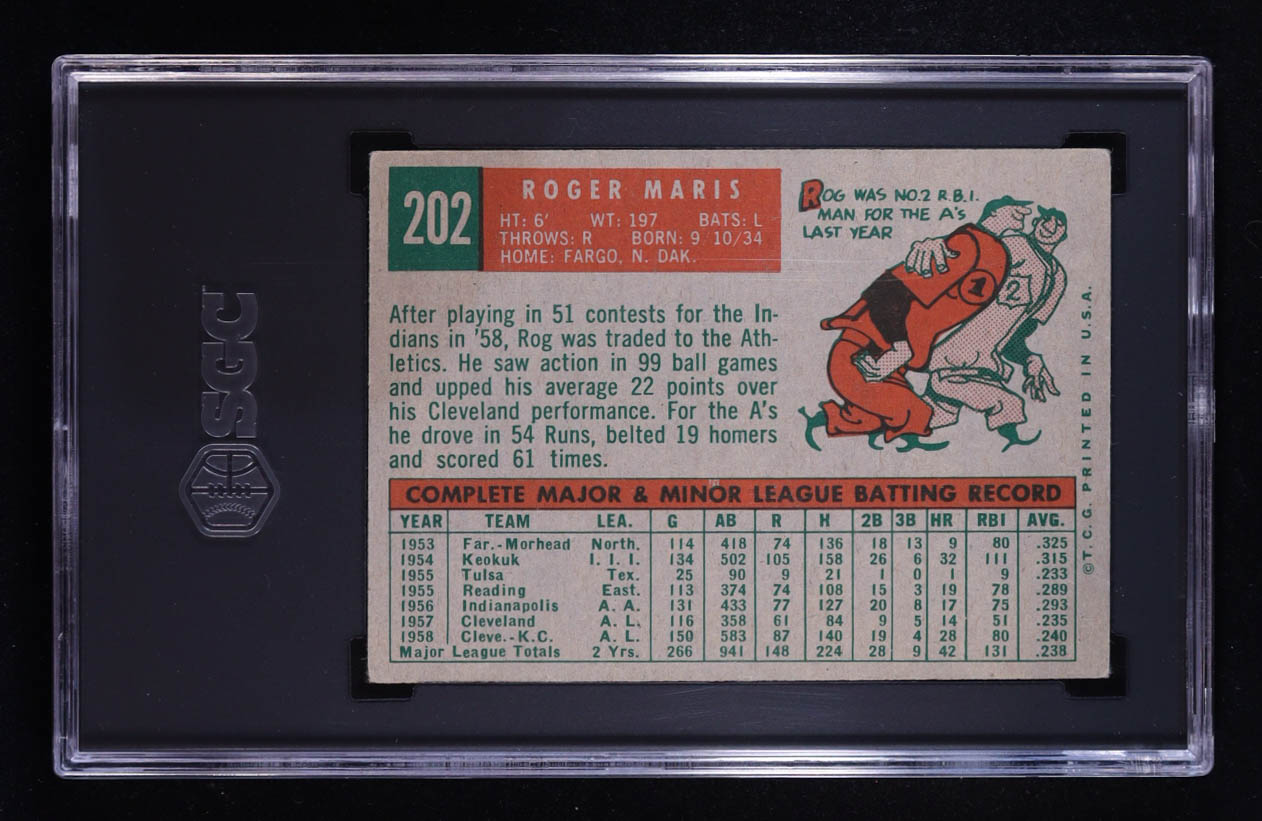 SGC
202
ROGER MARIS
HT: 6' WT: 197 BATS: L
THROWS: R BORN: 9/10/34
HOME: FARGO, N. DAK.
ROG WAS NO.2 R.B.I.
MAN FOR THE A's
LAST YEAR
1
2
After playing in 51 contests for the In-
dians in '58, Rog was traded to the Ath-
letics. He saw action in 99 ball games
and upped his average 22 points over
his Cleveland performance. For the A's
he drove in 54 Runs, belted 19 homers
and scored 61 times.
COMPLETE MAJOR & MINOR LEAGUE BATTING RECORD
YEAR TEAM LEA. G AB R H 2B 3B HR RBI AVG.
1953 Far.-Morhead North. 114 418 74 136 18 13 9 80 .325
1954 Keokuk I. I. I. 134 502 105 158 26 6 32 111 .315
1955 Tulsa Tex. 25 90 9 21 1 0 1 9 .233
1955 Reading East. 113 374 74 108 15 3 19 78 .289
1956 Indianapolis A. A. 131 433 77 127 20 8 17 75 .293
1957 Cleveland A. L. 116 358 61 84 9 5 14 51 .235
1958 Cleve.-K.C. A. L. 150 583 87 140 19 4 28 80 .240
Major League Totals 2 Yrs. 266 941 148 224 28 9 42 131 .238
©T. C. G. PRINTED IN U.S.A.